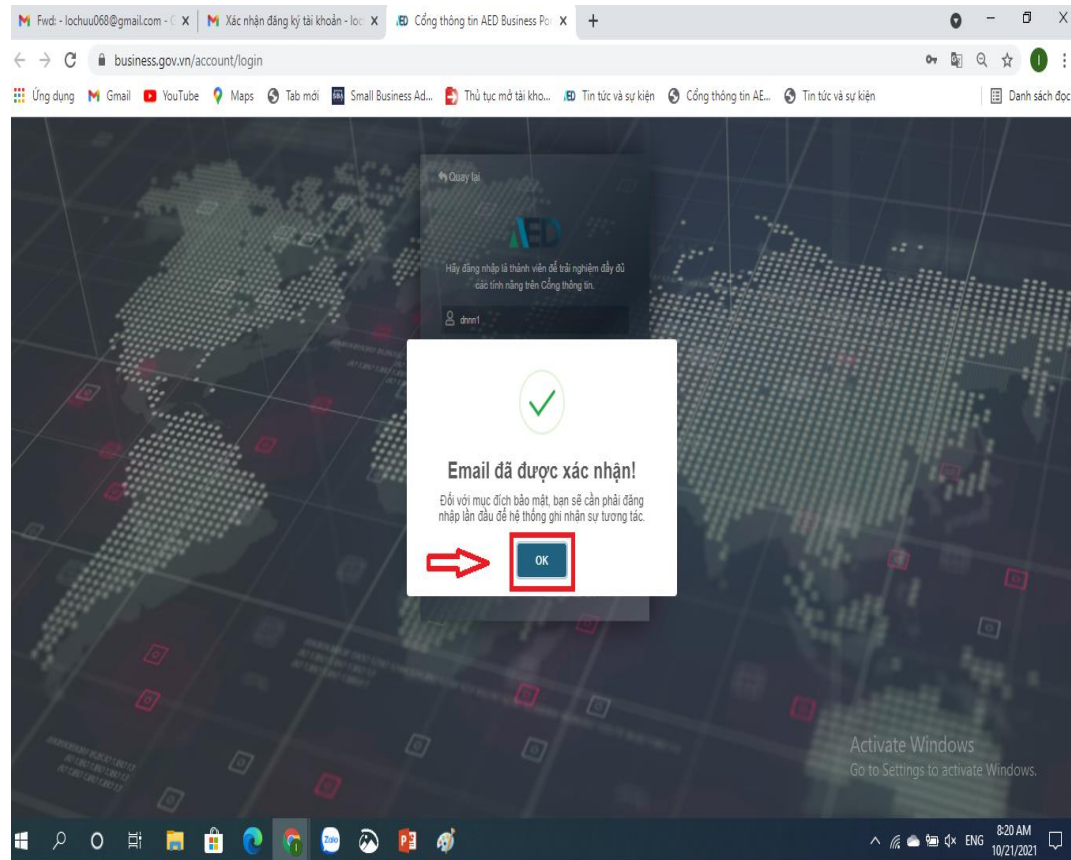 Fwd: - lochuu068@gmail.com -
Xác nhận đăng ký tài khoản - loc
Cổng thông tin AED Business Po
business.gov.vn/account/login
Ứng dụng
Gmail
YouTube
Maps
Tab mới
Small Business Ad...
Thủ tục mở tài kho...
Tin tức và sự kiện
Cổng thông tin AE...
Tin tức và sự kiện
Danh sách đọc
Quay lại
AED
Hãy đăng nhập là thành viên để trải nghiệm đầy đủ
các tính năng trên Cổng thông tin.
dnnn1
Email đã được xác nhận!
Đối với mục đích bảo mật, bạn sẽ cần phải đăng
nhập lần đầu để hệ thống ghi nhận sự tương tác.
OK
Activate Windows
Go to Settings to activate Windows.
Zalo
ENG
8:20 AM
10/21/2021